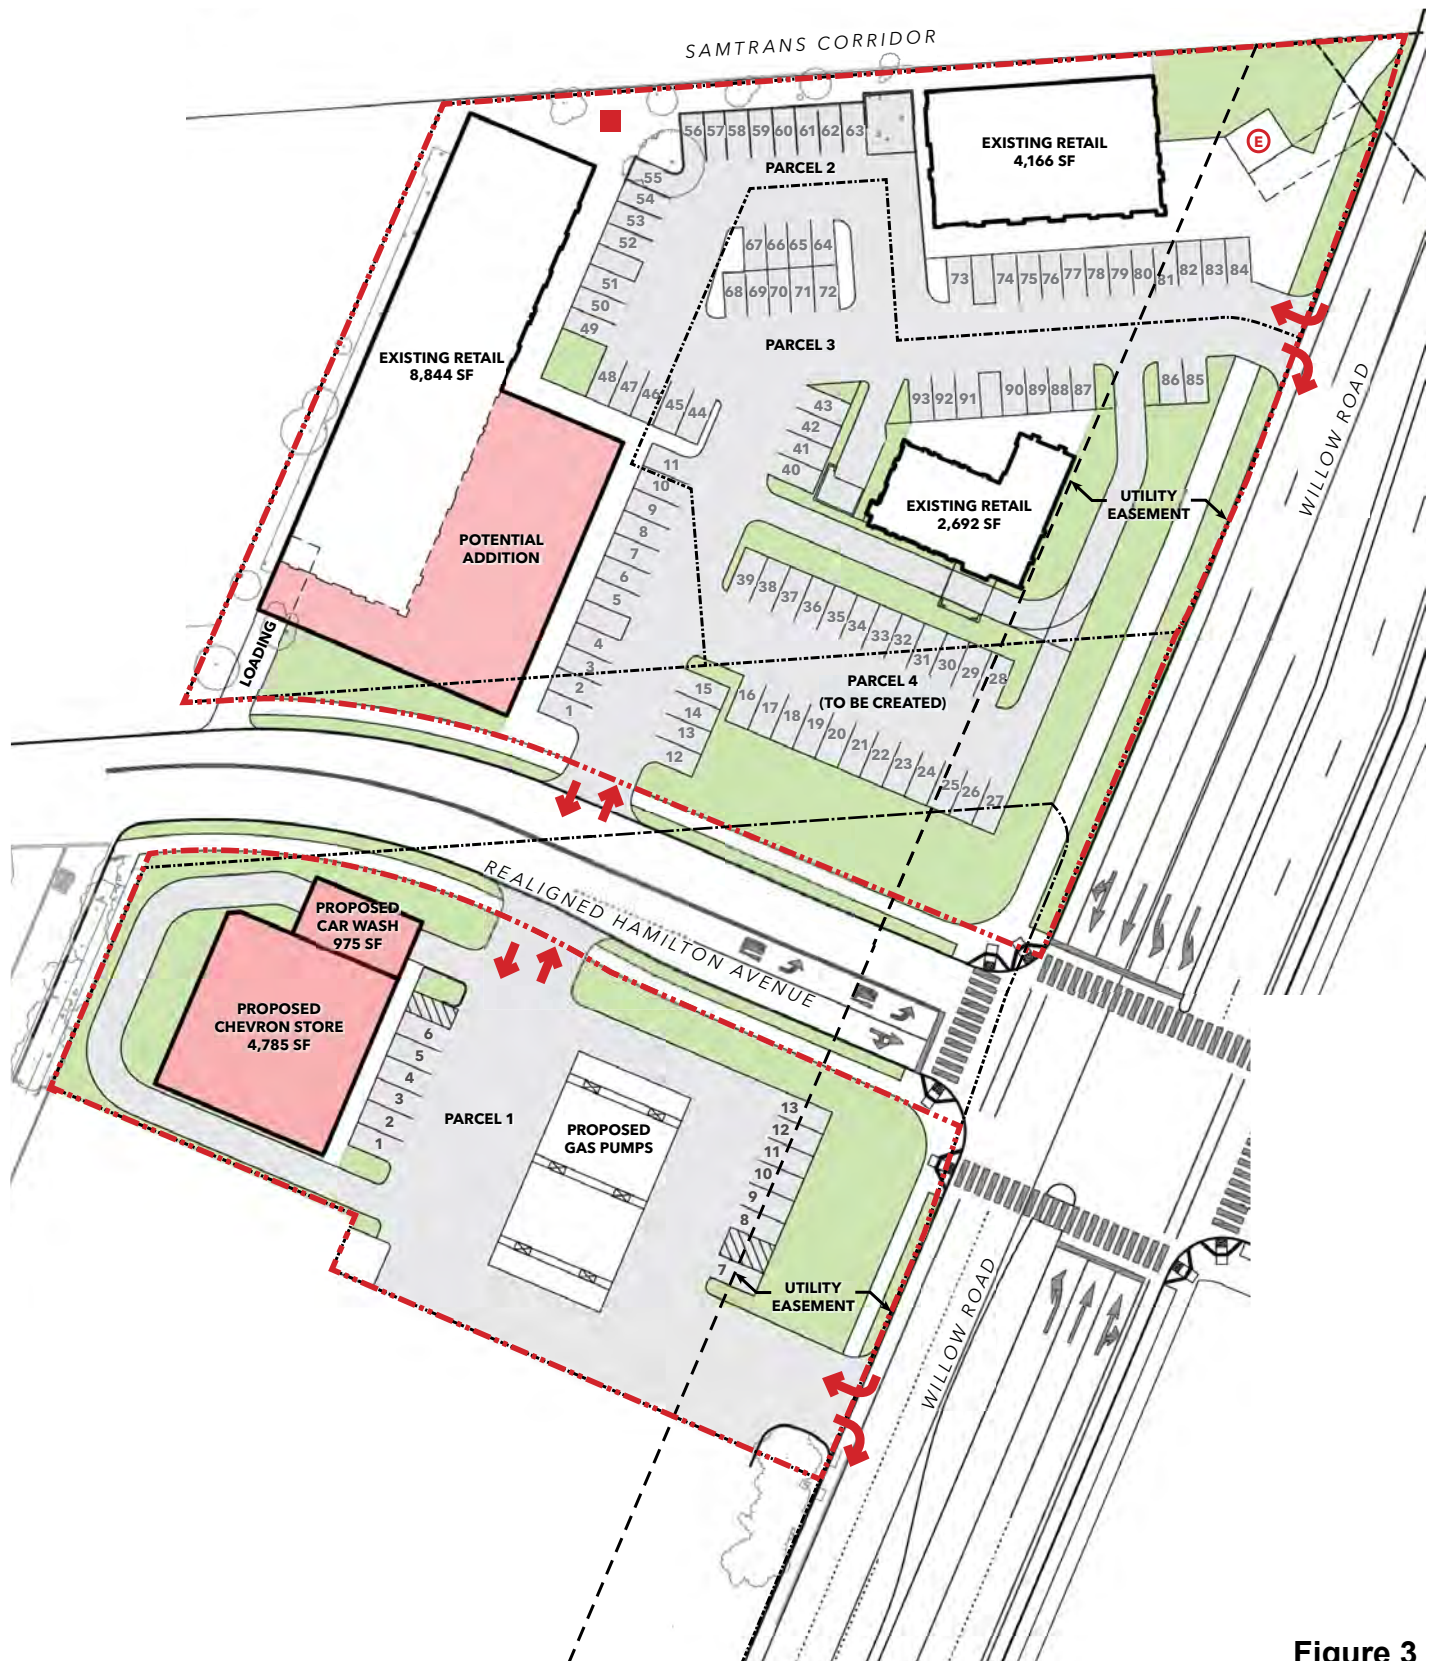 SAMTRANS CORRIDOR
56 57 58 59 60 61 62 63
EXISTING RETAIL
4,166 SF
E
PARCEL 2
55
54
53
52
51
50
49
67 66 65 64
68 69 70 71 72
73 74 75 76 77 78 79 80 81 82 83 84
PARCEL 3
EXISTING RETAIL
8,844 SF
48 47 46 45 44
43
42
41
40
93 92 91 90 89 88 87
86 85
WILLOW ROAD
EXISTING RETAIL
2,692 SF
UTILITY
EASEMENT
POTENTIAL
ADDITION
11
10
9
8
7
6
5
4
3
2
1
39 38 37 36 35 34 33 32 31 30 29 28
LOADING
PARCEL 4
(TO BE CREATED)
15
14
13
12
16 17 18 19 20 21 22 23 24 25 26 27
REALIGNED HAMILTON AVENUE
PROPOSED
CAR WASH
975 SF
PROPOSED
CHEVRON STORE
4,785 SF
6
5
4
3
2
1
PARCEL 1
PROPOSED
GAS PUMPS
13
12
11
10
9
8
7
UTILITY
EASEMENT
WILLOW ROAD
Figure 3